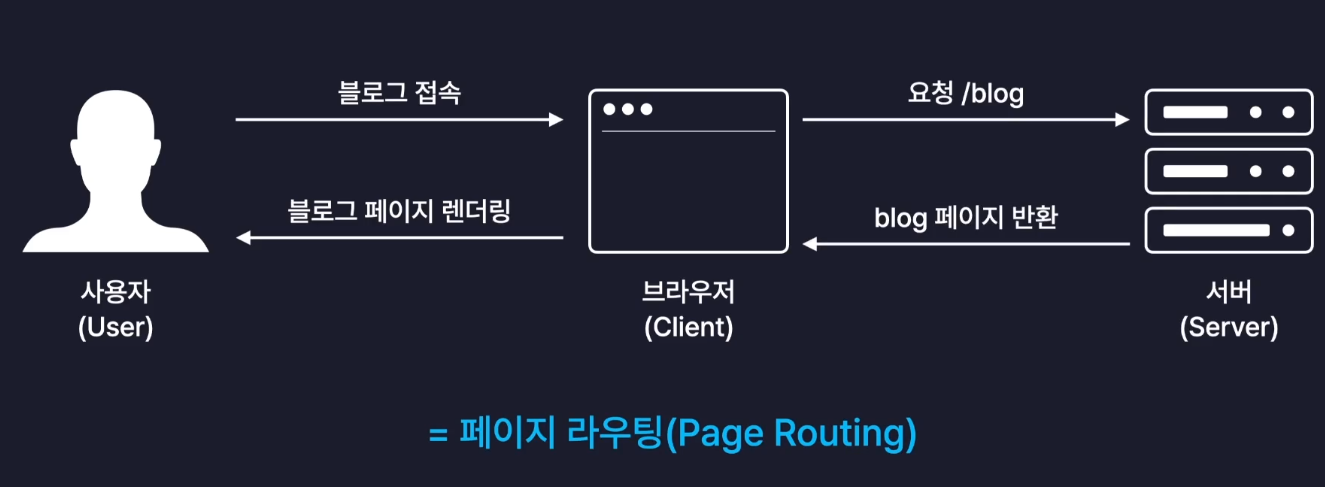 블로그 접속
요청 /blog
블로그 페이지 렌더링
blog 페이지 반환
사용자
(User)
브라우저
(Client)
서버
(Server)
= 페이지 라우팅(Page Routing)